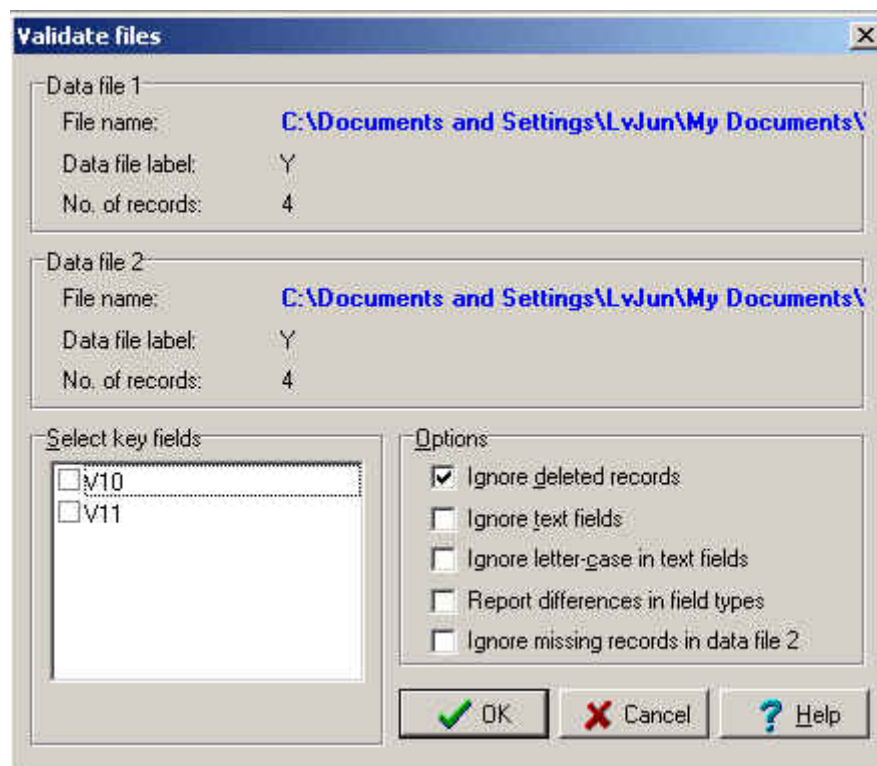 Validate files
Data file 1
File name: C:\Documents and Settings\LvJun\My Documents\
Data file label: Y
No. of records: 4
Data file 2
File name: C:\Documents and Settings\LvJun\My Documents\
Data file label: Y
No. of records: 4
Select key fields
V10
V11
Options
Ignore deleted records
Ignore text fields
Ignore letter-case in text fields
Report differences in field types
Ignore missing records in data file 2
OK
Cancel
Help